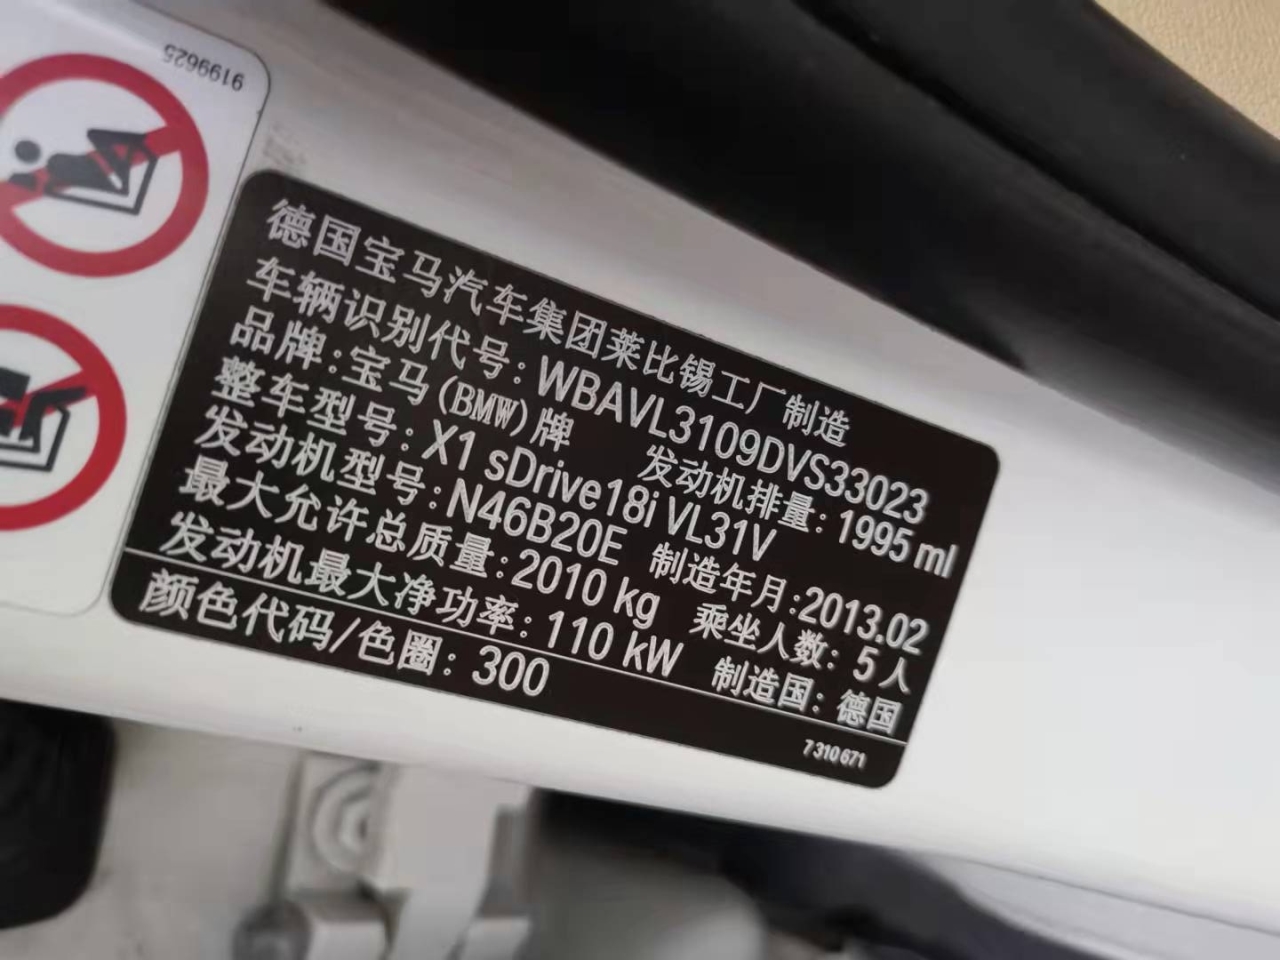 9199625
德国宝马汽车集团莱比锡工厂制造
车辆识别代号: WBAVL3109DVS33023
品牌:宝马(BMW)牌 发动机排量: 1995 ml
整车型号: X1 sDrive18i VL31V
发动机型号: N46B20E 制造年月:2013.02
最大允许总质量:2010 kg 乘坐人数: 5人
发动机最大净功率: 110 kW 制造国: 德国
颜色代码/色圈: 300
7310671